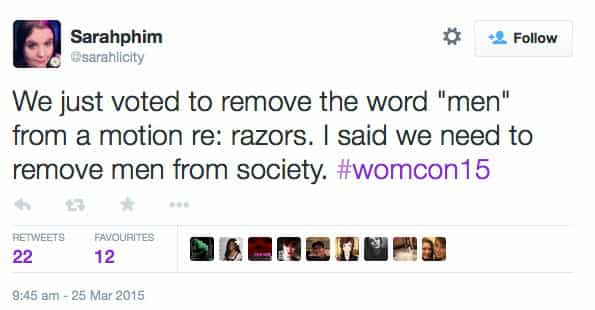 Sarahphim
@sarahlicity
Follow
We just voted to remove the word "men"
from a motion re: razors. I said we need to
remove men from society. #womcon15
RETWEETS FAVOURITES
22 12
9:45 am - 25 Mar 2015